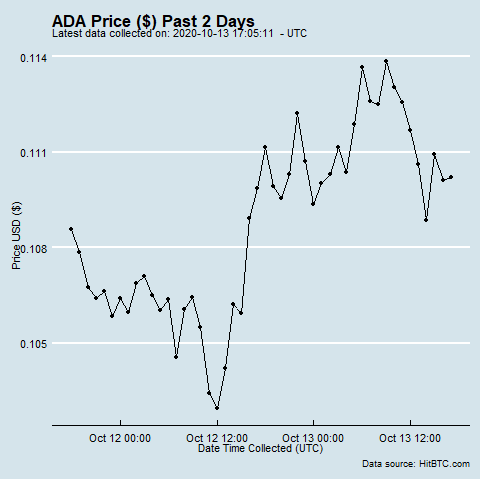 ADA Price ($) Past 2 Days
Latest data collected on: 2020-10-13 17:05:11  - UTC
0.114
0.111
0.108
0.105
Price USD ($)
Oct 12 00:00
Oct 12 12:00
Oct 13 00:00
Oct 13 12:00
Date Time Collected (UTC)
Data source: HitBTC.com